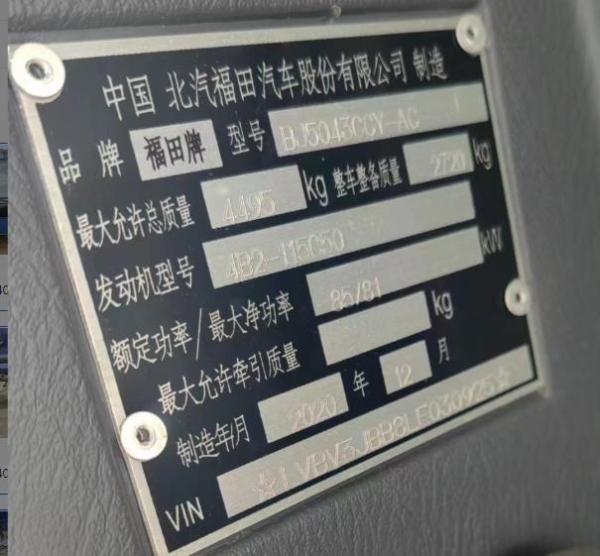 中国 北汽福田汽车股份有限公司 制造
品牌 福田牌 型号 BJ5043CCY-AC
最大允许总质量 4495 kg 整车整备质量 2720 kg
发动机型号 4B2-115C50
额定功率/最大净功率 85/81 kW
最大允许牵引质量 kg
制造年月 2020 年 12 月
VIN ☆LVBV3JBB8LE030925☆
40
40